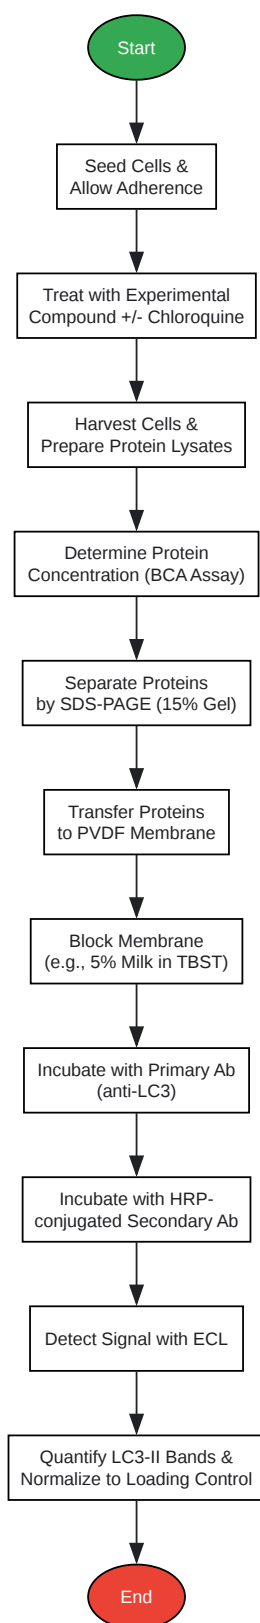 Start
Seed Cells &
Allow Adherence
Treat with Experimental
Compound +/- Chloroquine
Harvest Cells &
Prepare Protein Lysates
Determine Protein
Concentration (BCA Assay)
Separate Proteins
by SDS-PAGE (15% Gel)
Transfer Proteins
to PVDF Membrane
Block Membrane
(e.g., 5% Milk in TBST)
Incubate with Primary Ab
(anti-LC3)
Incubate with HRP-
conjugated Secondary Ab
Detect Signal with ECL
Quantify LC3-II Bands &
Normalize to Loading Control
End